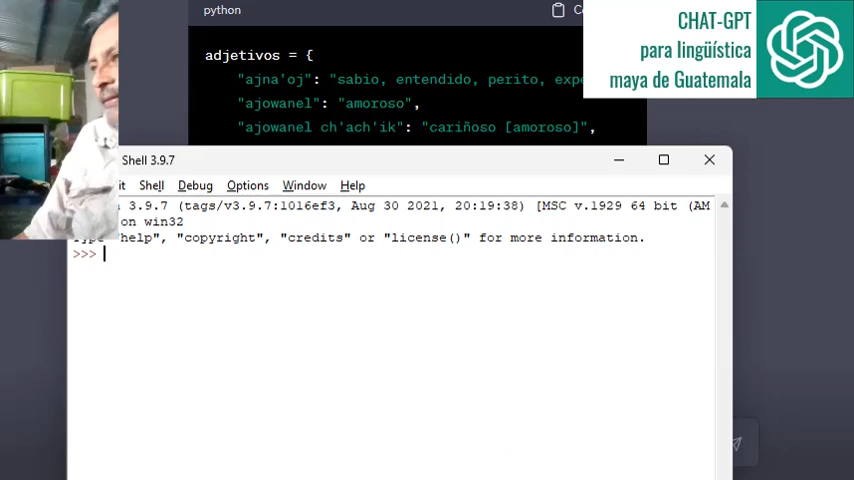 python
CHAT-GPT
para lingüística
maya de Guatemala
adjetivos = {
"ajna'oj": "sabio, entendido, perito, expe
"ajowanel": "amoroso",
"ajowanel ch'ach'ik": "cariñoso [amoroso]",
Shell 3.9.7
Shell Debug Options Window Help
3.9.7 (tags/v3.9.7:1016ef3, Aug 30 2021, 20:19:38) [MSC v.1929 64 bit (AM
on win32
"help", "copyright", "credits" or "license()" for more information.
>>>